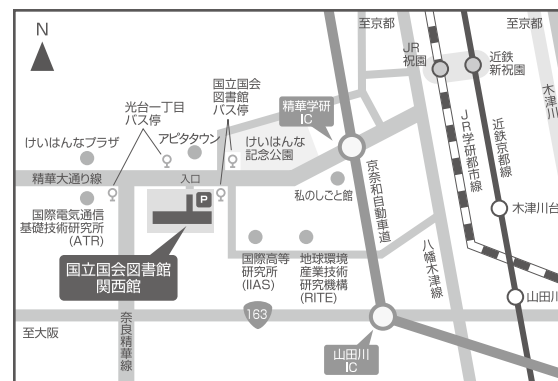 N
至京都
至京都
JR
祝園
近鉄
新祝園
木津川
国立国会
図書館
バス停
光台一丁目
バス停
精華学研
IC
けいはんなプラザ
アピタタウン
けいはんな
記念公園
JR学研都市線
近鉄京都線
精華大通り線
入口
P
私のしごと館
京奈和自動車道
木津川台
国際電気通信
基礎技術研究所
(ATR)
国立国会図書館
関西館
国際高等
研究所
(IIAS)
地球環境
産業技術
研究機構
(RITE)
八幡木津線
山田川
163
至大阪
奈良精華線
山田川
IC